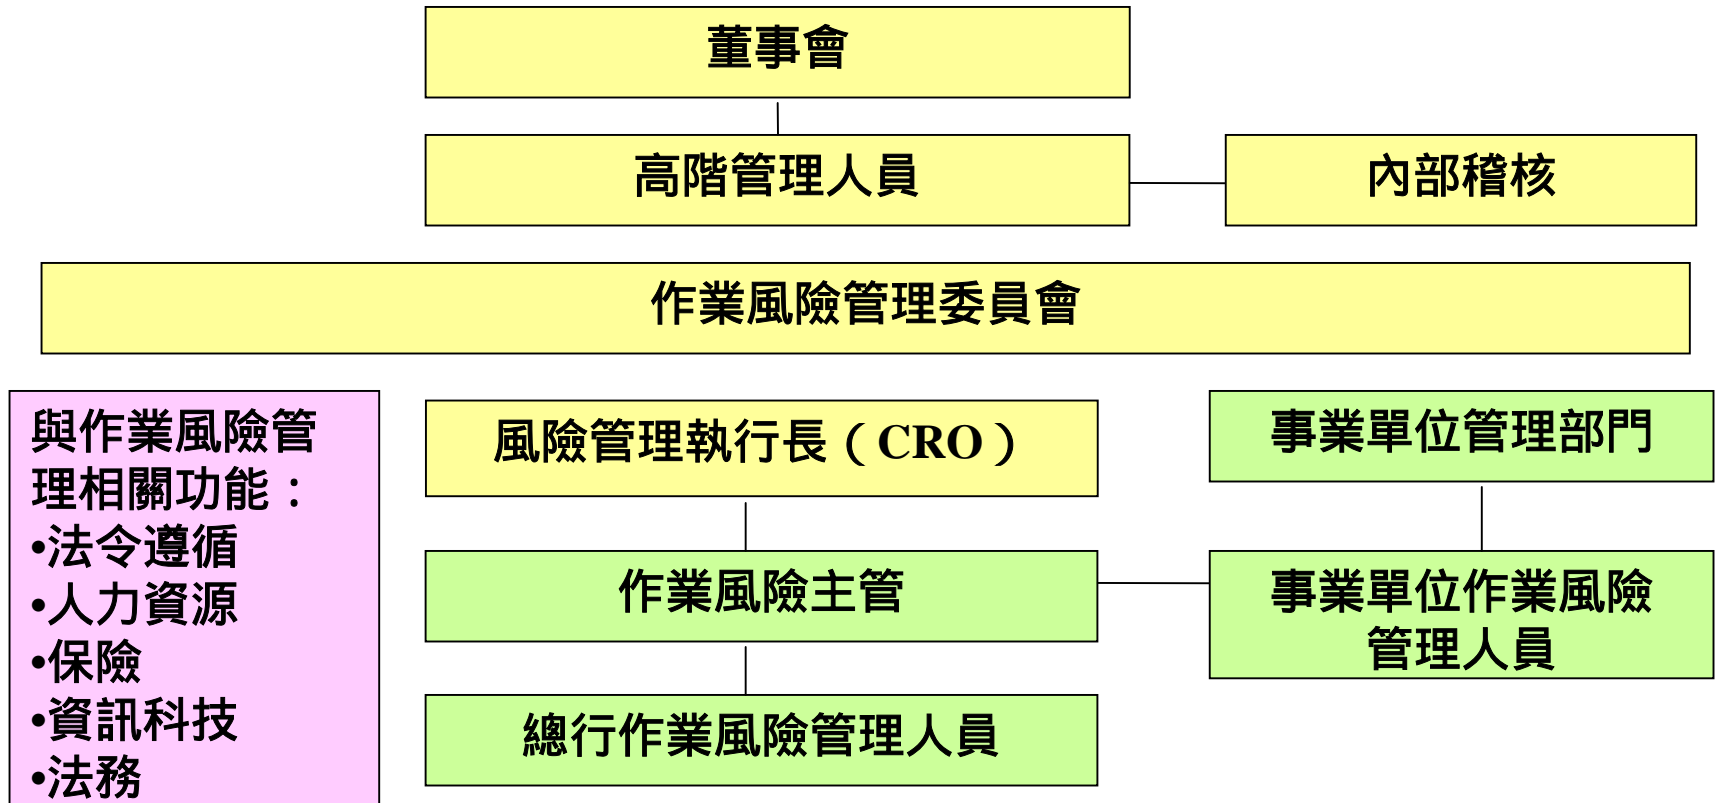 董事會
高階管理人員
內部稽核
作業風險管理委員會
與作業風險管
理相關功能：
•法令遵循
•人力資源
•保險
•資訊科技
•法務
風險管理執行長（CRO）
作業風險主管
總行作業風險管理人員
事業單位管理部門
事業單位作業風險
管理人員